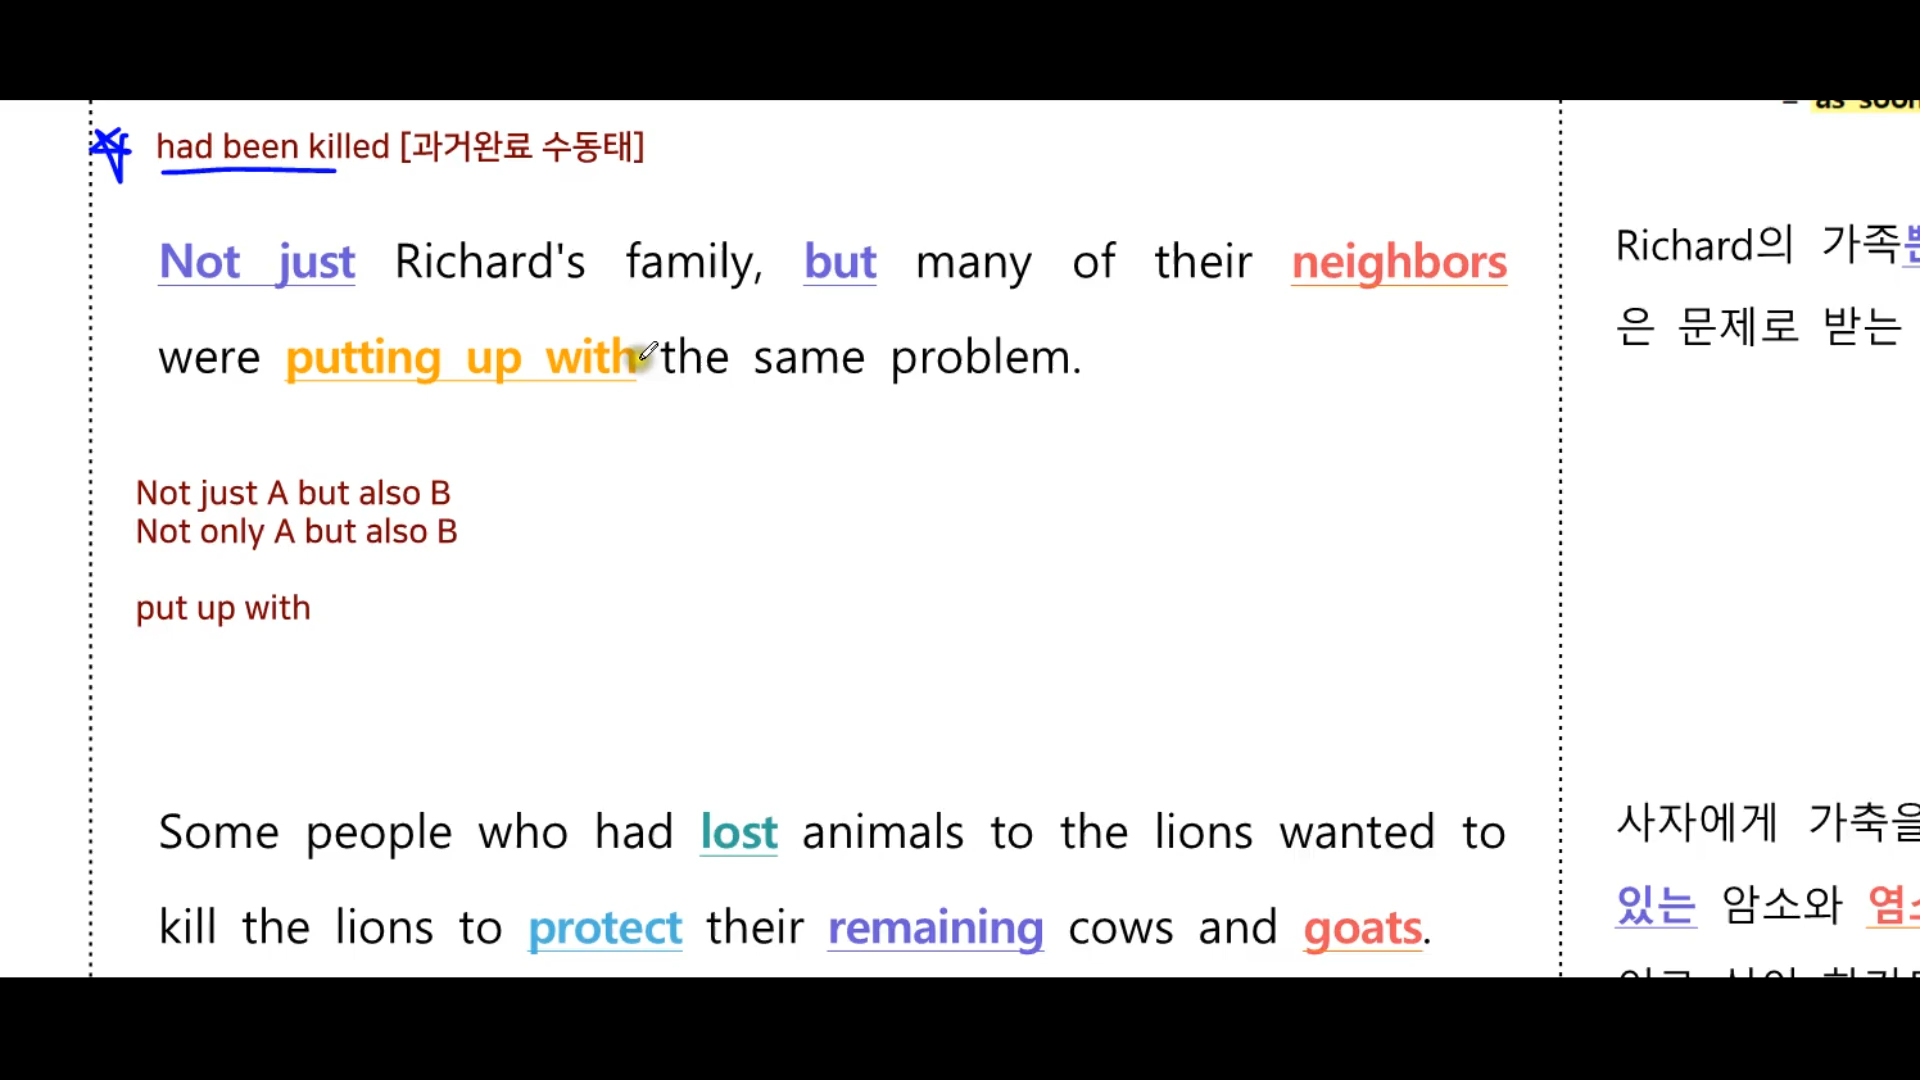 = as soon
had been killed [과거완료 수동태]
Not just Richard's family, but many of their neighbors
were putting up with the same problem.
Richard의 가족
은 문제로 받는
Not just A but also B
Not only A but also B
put up with
Some people who had lost animals to the lions wanted to
kill the lions to protect their remaining cows and goats.
사자에게 가축을
있는 암소와